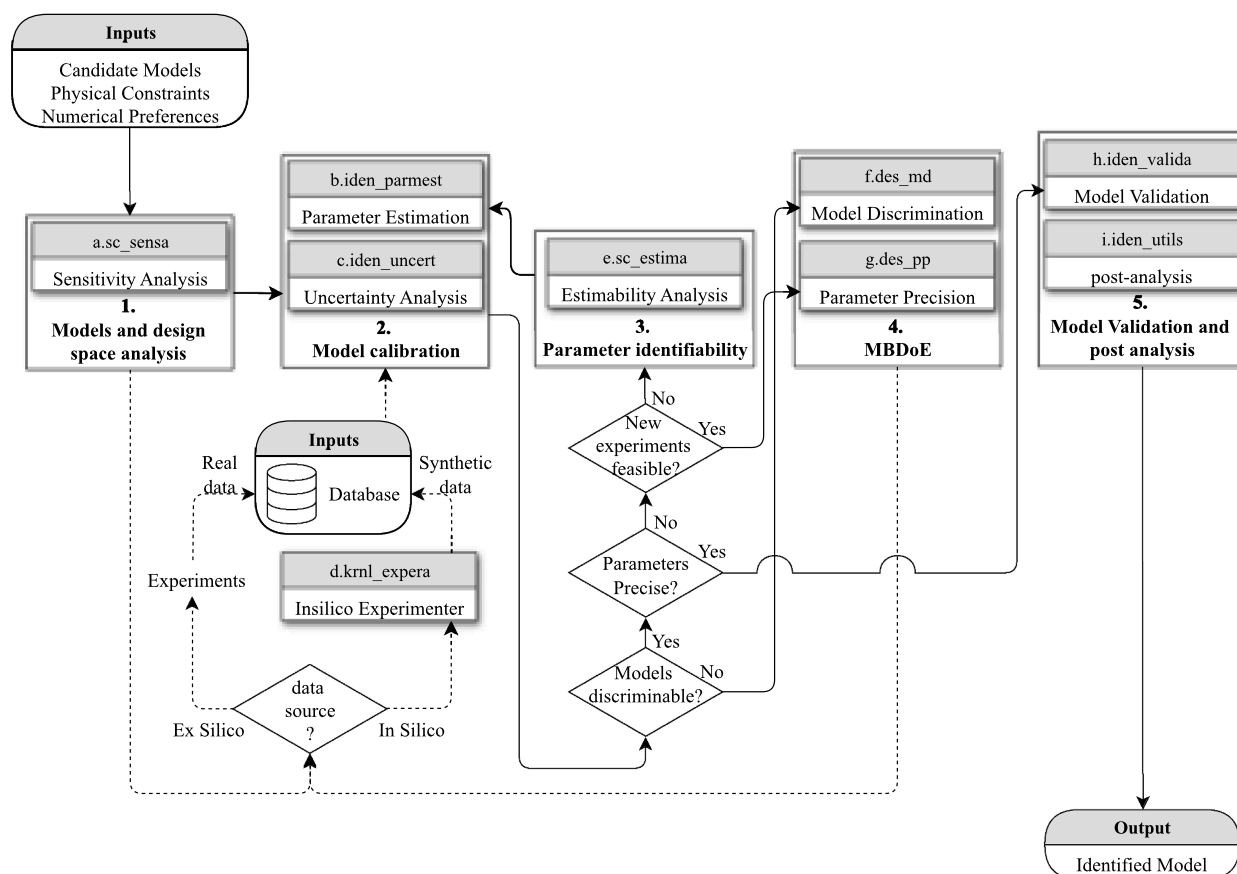 Inputs
Candidate Models
Physical Constraints
Numerical Preferences
a.sc_sensa
Sensitivity Analysis
1.
Models and design
space analysis
b.iden_parmest
Parameter Estimation
c.iden_uncert
Uncertainty Analysis
2.
Model calibration
e.sc_estima
Estimability Analysis
3.
Parameter identifiability
f.des_md
Model Discrimination
g.des_pp
Parameter Precision
4.
MBDoE
h.iden_valida
Model Validation
i.iden_utils
post-analysis
5.
Model Validation and
post analysis
No
New
experiments
feasible?
Yes
Inputs
Database
Real
data
Synthetic
data
No
Parameters
Precise?
Yes
Experiments
d.krnl_expera
Insilico Experimenter
Yes
Models
discriminable?
No
data
source
?
Ex Silico
In Silico
Output
Identified Model